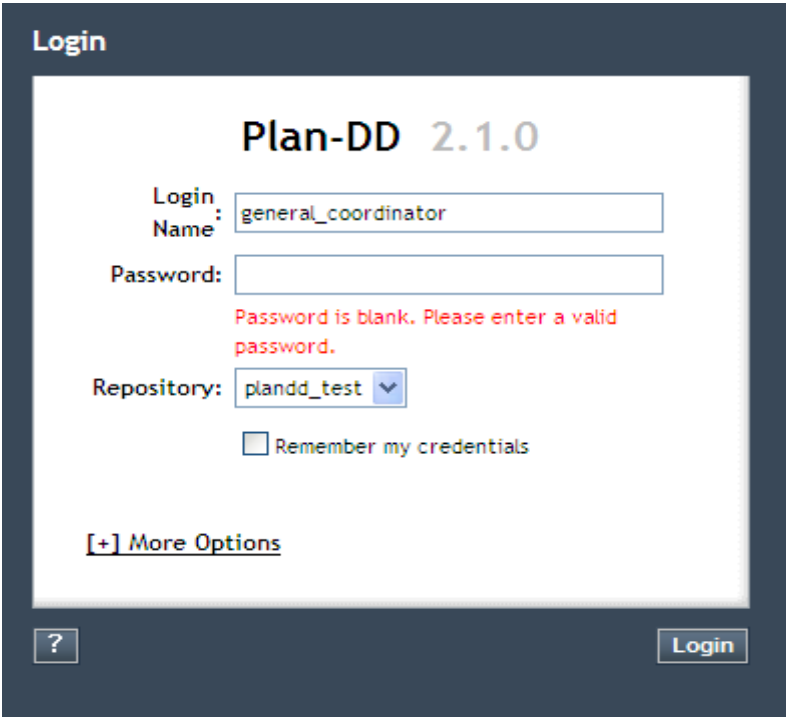 Login
Plan-DD 2.1.0
Login
Name :
general_coordinator
Password:
Password is blank. Please enter a valid
password.
Repository: plandd_test
Remember my credentials
[+] More Options
? Login